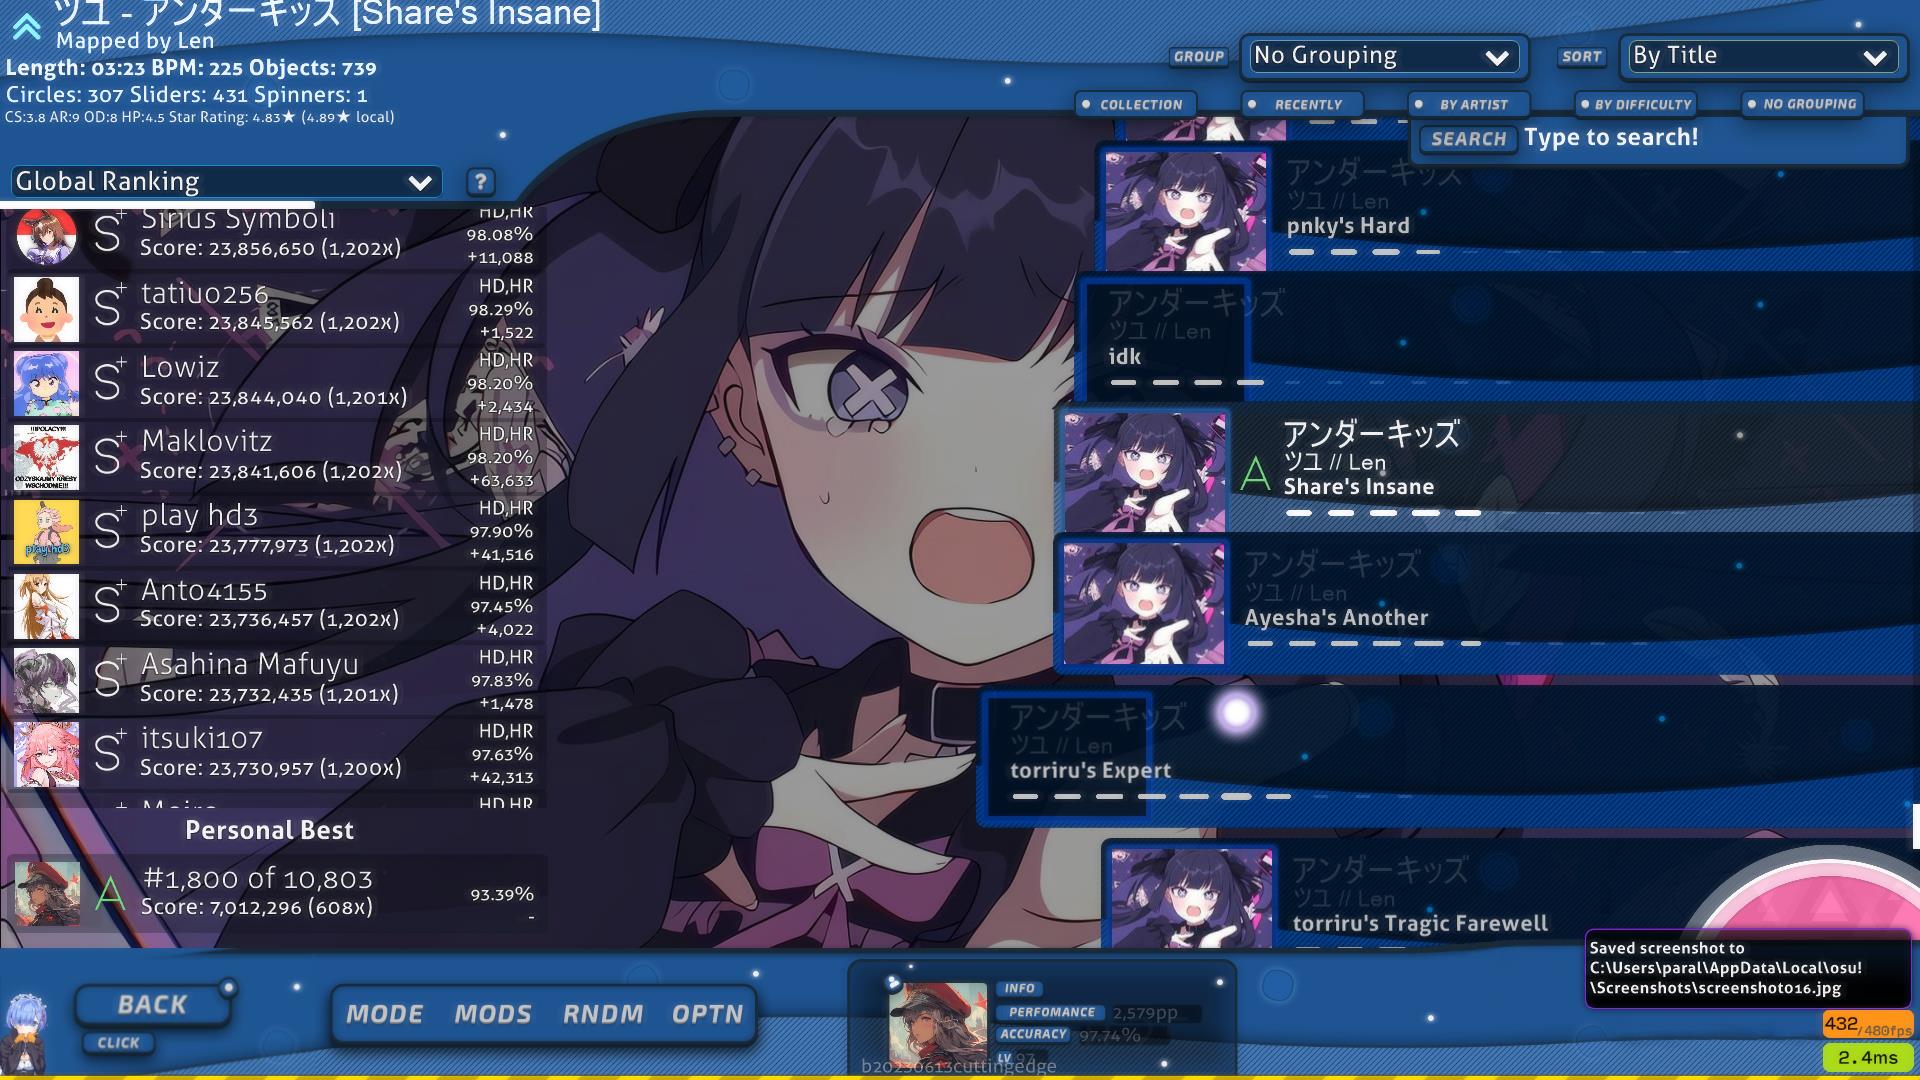 ツユ - アンダーキッズ [Share's Insane]
Mapped by Len
Length: 03:23 BPM: 225 Objects: 739
Circles: 307 Sliders: 431 Spinners: 1
CS:3.8 AR:9 OD:8 HP:4.5 Star Rating: 4.83★ (4.89★ local)
GROUP
No Grouping
SORT
By Title
COLLECTION
RECENTLY
BY ARTIST
BY DIFFICULTY
NO GROUPING
SEARCH Type to search!
Global Ranking
?
S+ Sirius Symboli HD,HR
Score: 23,856,650 (1,202x) 98.08%
+11,088
S+ tatiu0256 HD,HR
Score: 23,845,562 (1,202x) 98.29%
+1,522
S+ Lowiz HD,HR
Score: 23,844,040 (1,201x) 98.20%
+2,434
S+ Maklovitz HD,HR
Score: 23,841,606 (1,202x) 98.20%
+63,633
S+ play hd3 HD,HR
Score: 23,777,973 (1,202x) 97.90%
+41,516
S+ Anto4155 HD,HR
Score: 23,736,457 (1,202x) 97.45%
+4,022
S+ Asahina Mafuyu HD,HR
Score: 23,732,435 (1,201x) 97.83%
+1,478
S+ itsuki107 HD,HR
Score: 23,730,957 (1,200x) 97.63%
+42,313
HD,HR
Personal Best
A #1,800 of 10,803
Score: 7,012,296 (608x) 93.39%
-
アンダーキッズ
ツユ // Len
pnky's Hard
アンダーキッズ
ツユ // Len
idk
アンダーキッズ
A ツユ // Len
Share's Insane
アンダーキッズ
ツユ // Len
Ayesha's Another
アンダーキッズ
ツユ // Len
torriru's Expert
アンダーキッズ
ツユ // Len
torriru's Tragic Farewell
Saved screenshot to
C:\Users\paral\AppData\Local\osu!
\Screenshots\screenshot016.jpg
BACK
CLICK
MODE MODS RNDM OPTN
INFO
PERFOMANCE 2,579pp
ACCURACY 97.74%
LV 97
b20230613cuttingedge
432/480fps
2.4ms